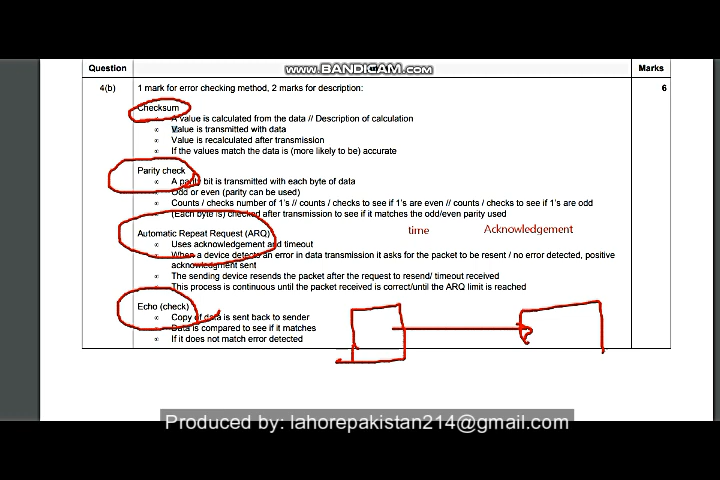 www.BANDICAM.com
Question
Marks
4(b)
1 mark for error checking method, 2 marks for description:
6
Checksum
∝ A value is calculated from the data // Description of calculation
∝ Value is transmitted with data
∝ Value is recalculated after transmission
∝ If the values match the data is (more likely to be) accurate
Parity check
∝ A parity bit is transmitted with each byte of data
∝ Odd or even (parity can be used)
∝ Counts / checks number of 1's // counts / checks to see if 1's are even // counts / checks to see if 1's are odd
∝ (Each byte is) checked after transmission to see if it matches the odd/even parity used
time Acknowledgement
Automatic Repeat Request (ARQ)
∝ Uses acknowledgement and timeout
∝ When a device detects an error in data transmission it asks for the packet to be resent / no error detected, positive
acknowledgment sent
∝ The sending device resends the packet after the request to resend/ timeout received
∝ This process is continuous until the packet received is correct/until the ARQ limit is reached
Echo (check)
∝ Copy of data is sent back to sender
∝ Data is compared to see if it matches
∝ If it does not match error detected
Produced by: lahorepakistan214@gmail.com